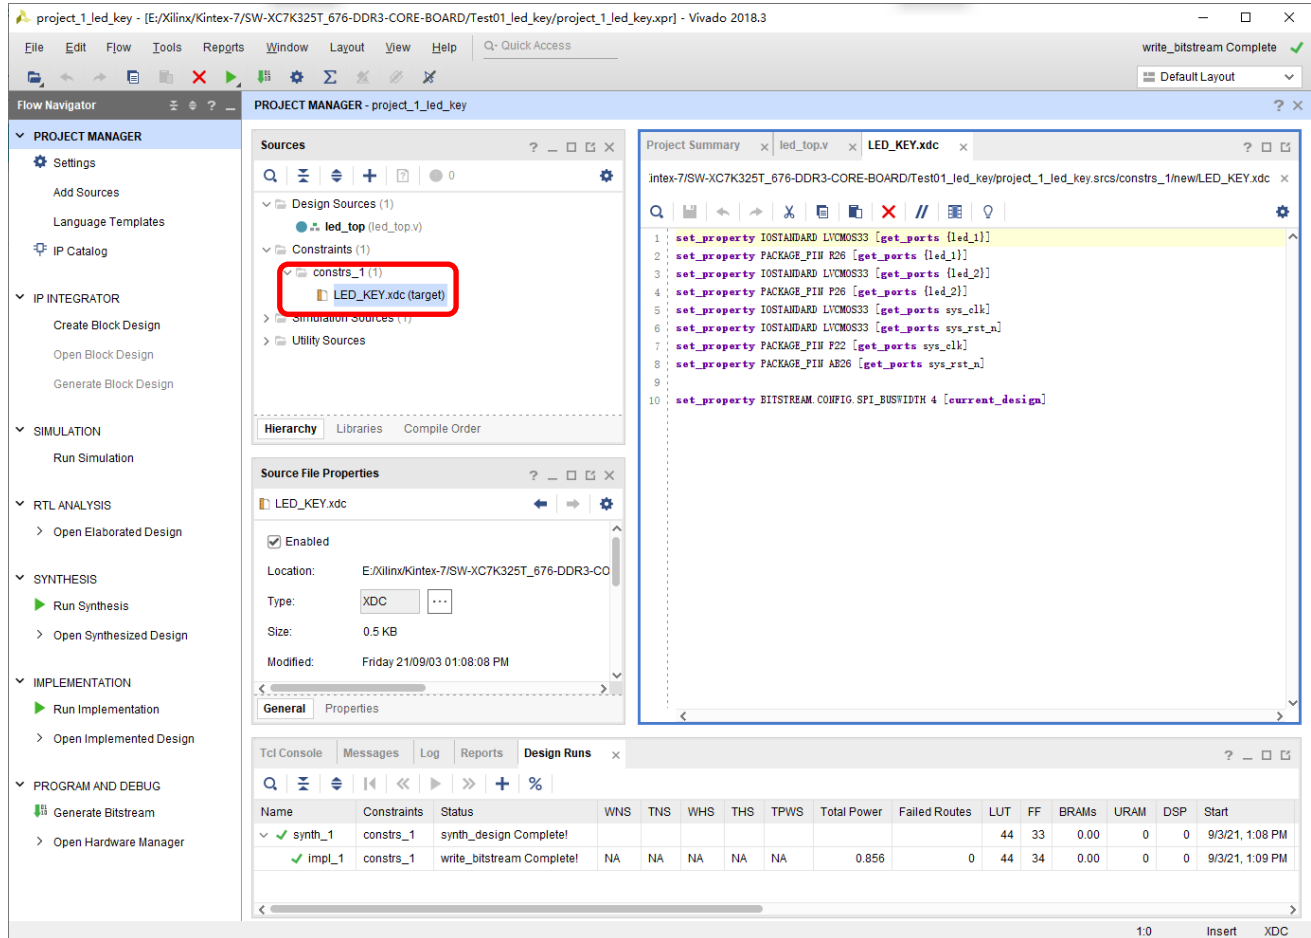 project_1_led_key - [E:/Xilinx/Kintex-7/SW-XC7K325T_676-DDR3-CORE-BOARD/Test01_led_key/project_1_led_key.xpr] - Vivado 2018.3
File Edit Flow Tools Reports Window Layout View Help Q- Quick Access write_bitstream Complete
Default Layout
Flow Navigator
PROJECT MANAGER
Settings
Add Sources
Language Templates
IP Catalog
IP INTEGRATOR
Create Block Design
Open Block Design
Generate Block Design
SIMULATION
Run Simulation
RTL ANALYSIS
Open Elaborated Design
SYNTHESIS
Run Synthesis
Open Synthesized Design
IMPLEMENTATION
Run Implementation
Open Implemented Design
PROGRAM AND DEBUG
Generate Bitstream
Open Hardware Manager
PROJECT MANAGER - project_1_led_key
Sources
0
Design Sources (1)
led_top (led_top.v)
Constraints (1)
constrs_1 (1)
LED_KEY.xdc (target)
Simulation Sources (1)
Utility Sources
Hierarchy Libraries Compile Order
Source File Properties
LED_KEY.xdc
Enabled
Location: E:/Xilinx/Kintex-7/SW-XC7K325T_676-DDR3-CO
Type: XDC
Size: 0.5 KB
Modified: Friday 21/09/03 01:08:08 PM
General Properties
Project Summary led_top.v LED_KEY.xdc
:intex-7/SW-XC7K325T_676-DDR3-CORE-BOARD/Test01_led_key/project_1_led_key.srcs/constrs_1/new/LED_KEY.xdc
1 set_property IOSTANDARD LVCMOS33 [get_ports {led_1}]
2 set_property PACKAGE_PIN R26 [get_ports {led_1}]
3 set_property IOSTANDARD LVCMOS33 [get_ports {led_2}]
4 set_property PACKAGE_PIN P26 [get_ports {led_2}]
5 set_property IOSTANDARD LVCMOS33 [get_ports sys_clk]
6 set_property IOSTANDARD LVCMOS33 [get_ports sys_rst_n]
7 set_property PACKAGE_PIN F22 [get_ports sys_clk]
8 set_property PACKAGE_PIN AB26 [get_ports sys_rst_n]
9
10 set_property BITSTREAM.CONFIG.SPI_BUSWIDTH 4 [current_design]
Tcl Console Messages Log Reports Design Runs
Name Constraints Status WNS TNS WHS THS TPWS Total Power Failed Routes LUT FF BRAMs URAM DSP Start
synth_1 constrs_1 synth_design Complete! 44 33 0.00 0 0 9/3/21, 1:08 PM
impl_1 constrs_1 write_bitstream Complete! NA NA NA NA NA 0.856 0 44 34 0.00 0 0 9/3/21, 1:09 PM
1:0 Insert XDC